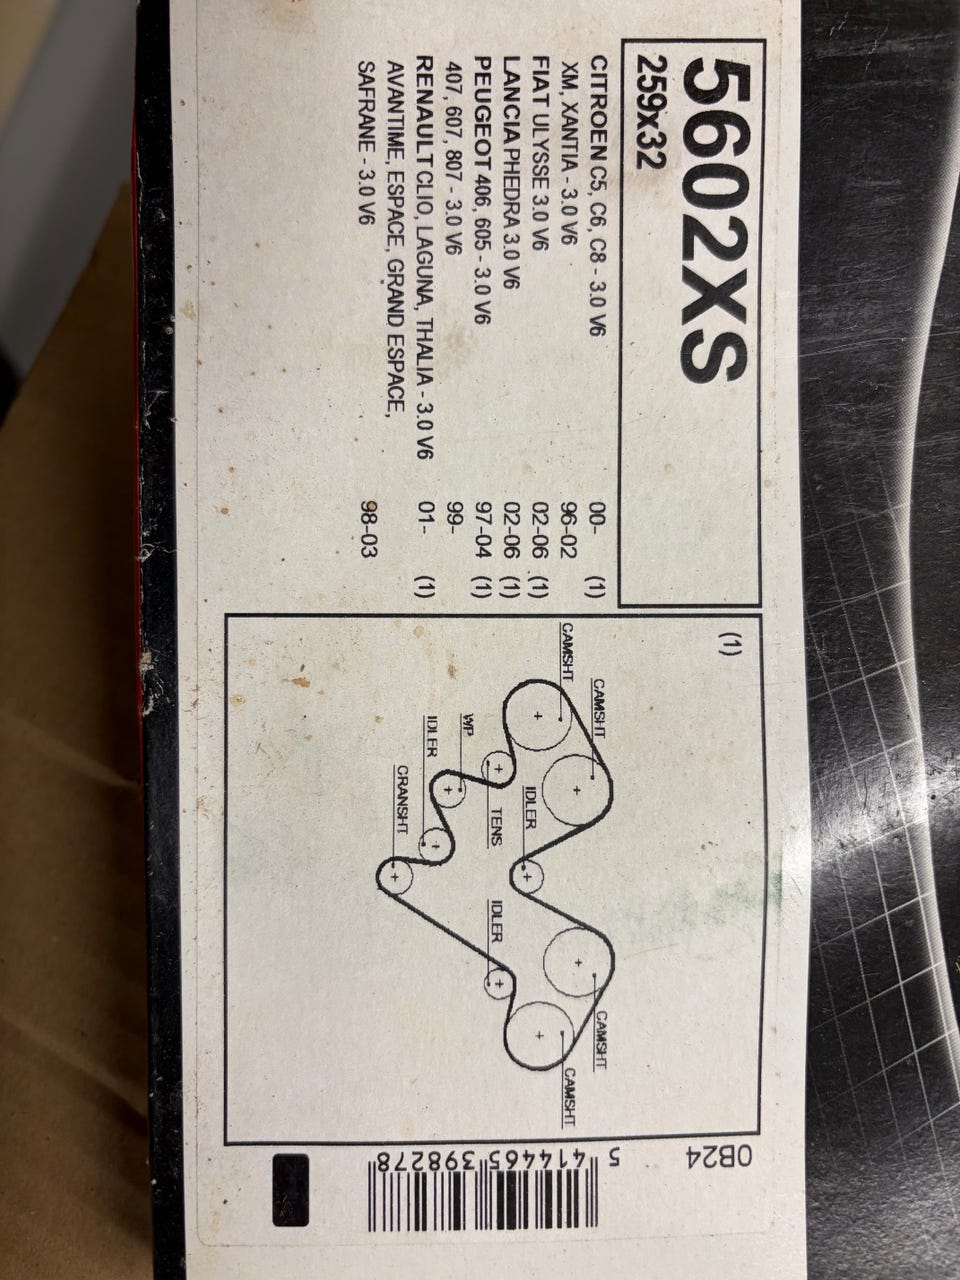 56602XS
259x32
CITROEN C5, C6, C8 - 3.0 V6 00- (1)
XM, XANTIA - 3.0 V6 96-02
FIAT ULYSSE 3.0 V6 02-06 (1)
LANCIA PHEDRA 3.0 V6 02-06 (1)
PEUGEOT 406, 605 - 3.0 V6 97-04 (1)
407, 607, 807 - 3.0 V6 99-
RENAULT CLIO, LAGUNA, THALIA - 3.0 V6 01- (1)
AVANTIME, ESPACE, GRAND ESPACE,
SAFRANE - 3.0 V6 98-03
(1)
CAMSHT
CAMSHT
CAMSHT
CAMSHT
IDLER
TENS
IDLER
WP
IDLER
CRANSHT
0B24
5 414465 398278